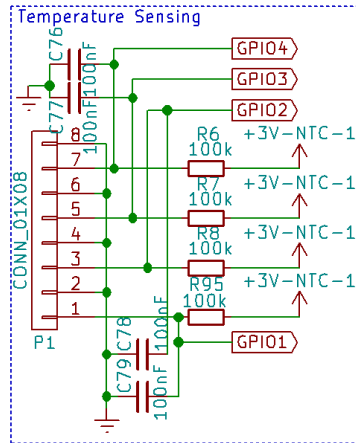 Temperature Sensing
C76
100nF
GPIO4
C77
100nF
GPIO3
GPIO2
CONN_01X08
8
7
6
5
4
3
2
1
P1
R6
100k
+3V-NTC-1
R7
100k
+3V-NTC-1
R8
100k
+3V-NTC-1
R95
100k
+3V-NTC-1
C78
100nF
GPIO1
C79
100nF